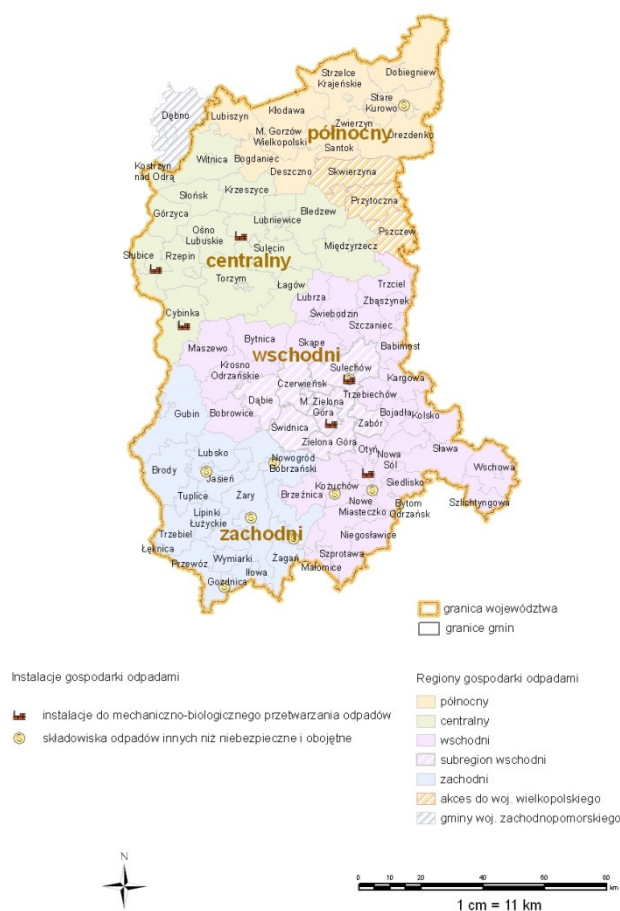 Strzelce
Krajeńskie
Dobiegniew
Stare
Kurowo
Kłodawa
Dębno
Lubiszyn
Zwierzyn
północny
Drezdenko
M. Gorzów
Wielkopolski
Santok
Witnica
Bogdaniec
Kostrzyn
nad Odrą
Deszczno
Skwierzyna
Krzeszyce
Słońsk
Przytoczna
Górzyca
Lubniewice
Bledzew
Pszczew
Ośno
Lubuskie
Sulęcin
Międzyrzecz
Słubice
Rzepin
centralny
Torzym
Łagów
Trzciel
Lubrza
Zbąszynek
Cybinka
Świebodzin
Szczaniec
Maszewo
Bytnica
Skąpe
Babimost
wschodni
Krosno
Odrzańskie
Sulechów
Kargowa
Czerwieńsk
Trzebiechów
Dąbie
M. Zielona
Góra
Gubin
Bobrowice
Zabór
Bojadła
Kolsko
Świdnica
Zielona Góra
Otyń
Nowa
Sól
Sława
Lubsko
Nowogród
Bobrzański
Wschowa
Brody
Jasień
Kożuchów
Siedlisko
Tuplice
Żary
Brzeźnica
Nowe
Miasteczko
Bytom
Odrzańsk
Szlichtyngowa
Lipinki
Łużyckie
Trzebiel
zachodni
Niegosławice
Łęknica
Przewóz
Wymiarki
Żagań
Szprotawa
Iłowa
Małomice
Gozdnica
granica województwa
granice gmin
Instalacje gospodarki odpadami
instalacje do mechaniczno-biologicznego przetwarzania odpadów
składowiska odpadów innych niż niebezpieczne i obojętne
Regiony gospodarki odpadami
północny
centralny
wschodni
subregion wschodni
zachodni
akces do woj. wielkopolskiego
gminy woj. zachodnopomorskiego
N
0 10 20 40 60 80
km
1 cm = 11 km